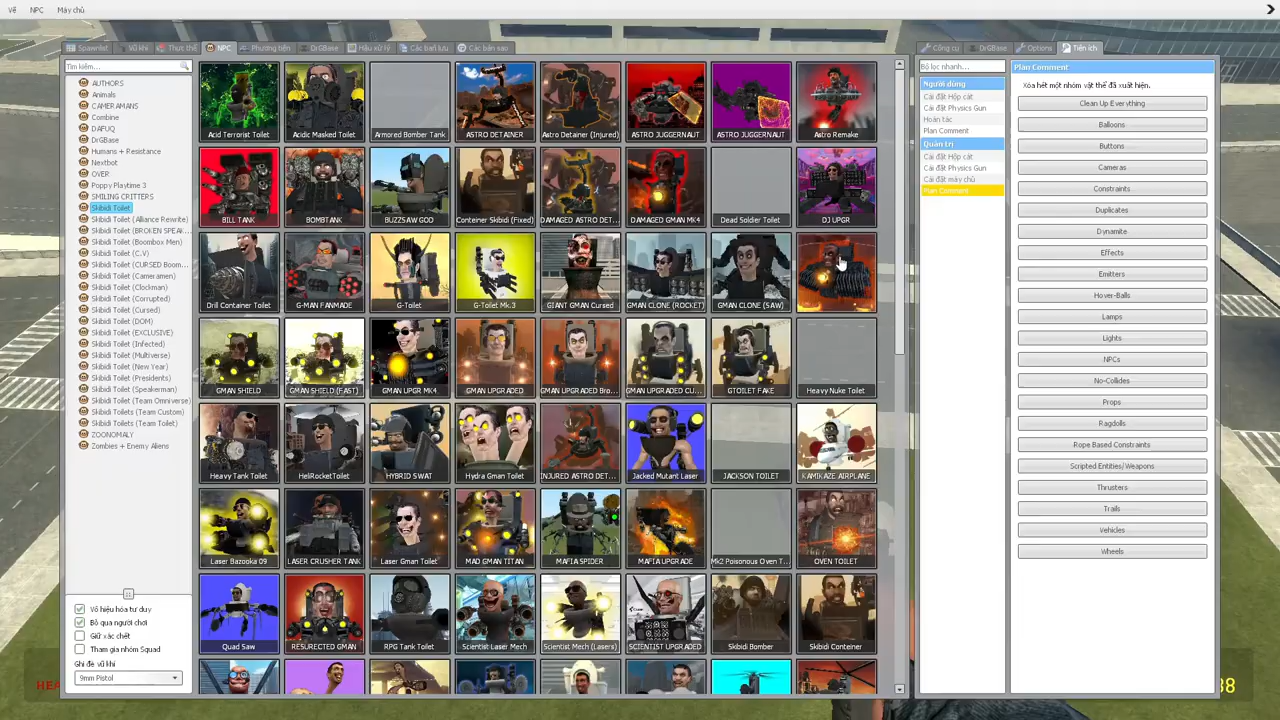 Vẽ NPC Máy chủ
Spawnlist Vũ khí Thực thể NPC Phương tiện DrGBase Hậu xử lý Các bản lưu Các bản sao
Tìm kiếm...
AUTHORS
Animals
CAMERAMANS
Combine
DAFUQ
DrGBase
Humans + Resistance
Nextbot
OVER
Poppy Playtime 3
SMILING CRITTERS
Skibidi Toilet
Skibidi Toilet (Alliance Rewrite)
Skibidi Toilet (BROKEN SPEAK...
Skibidi Toilet (Boombox Men)
Skibidi Toilet (C.V)
Skibidi Toilet (CURSED Boom...
Skibidi Toilet (Cameramen)
Skibidi Toilet (Clockman)
Skibidi Toilet (Corrupted)
Skibidi Toilet (Cursed)
Skibidi Toilet (DOM)
Skibidi Toilet (EXCLUSIVE)
Skibidi Toilet (Infected)
Skibidi Toilet (Multiverse)
Skibidi Toilet (New Year)
Skibidi Toilet (Presidents)
Skibidi Toilet (Speakerman)
Skibidi Toilet (Team Omniverse)
Skibidi Toilets (Team Custom)
Skibidi Toilets (Team Toilet)
ZOONOMALY
Zombies + Enemy Aliens
Vô hiệu hóa tư duy
Bỏ qua người chơi
Giữ xác chết
Tham gia nhóm Squad
Ghi đè vũ khí
9mm Pistol
Acid Terrorist Toilet Acidic Masked Toilet Armored Bomber Tank ASTRO DETAINER Astro Detainer (Injured) ASTRO JUGGERNAUT ASTRO JUGGERNAUT Astro Remake
BILL TANK BOMBTANK BUZZSAW GOD Conteiner Skibidi (Fixed) DAMAGED ASTRO DET... DAMAGED GMAN MK4 Dead Soldier Toilet DJ UPGR
Drill Container Toilet G-MAN FANMADE G-Toilet G-Toilet Mk.3 GIANT GMAN Cursed GMAN CLONE (ROCKET) GMAN CLONE (SAW)
GMAN SHIELD GMAN SHIELD (FAST) GMAN UPGR MK4 GMAN UPGRADED GMAN UPGRADED Bro... GMAN UPGRADED CU... GTOILET FAKE Heavy Nuke Toilet
Heavy Tank Toilet HeliRocketToilet HYBRID SWAT Hydra Gman Toilet INJURED ASTRO DET... Jacked Mutant Laser JACKSON TOILET KAMIKAZE AIRPLANE
Laser Bazooka 09 LASER CRUSHER TANK Laser Gman Toilet MAD GMAN TITAN MAFIA SPIDER MAFIA UPGRADE Mk2 Poisonous Oven T... OVEN TOILET
Quad Saw RESURECTED GMAN RPG Tank Toilet Scientist Laser Mech Scientist Mech (Lasers) SCIENTIST UPGRADED Skibidi Bomber Skibidi Conteiner
Công cụ DrGBase Options Tiện ích
Bộ lọc nhanh...
Người dùng
Cài đặt Hộp cát
Cài đặt Physics Gun
Hoàn tác
Plan Comment
Quản trị
Cài đặt Hộp cát
Cài đặt Physics Gun
Cài đặt máy chủ
Plan Comment
Plan Comment
Xóa hết một nhóm vật thể đã xuất hiện.
Clean Up Everything
Balloons
Buttons
Cameras
Constraints
Duplicates
Dynamite
Effects
Emitters
Hover-Balls
Lamps
Lights
NPCs
No-Collides
Props
Ragdolls
Rope Based Constraints
Scripted Entities/Weapons
Thrusters
Trails
Vehicles
Wheels
38